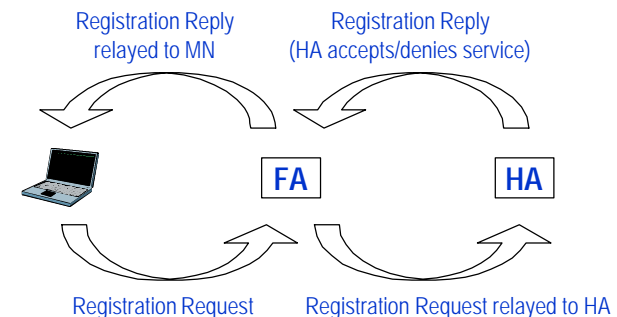 Registration Reply
relayed to MN
Registration Reply
(HA accepts/denies service)
FA
HA
Registration Request
Registration Request relayed to HA